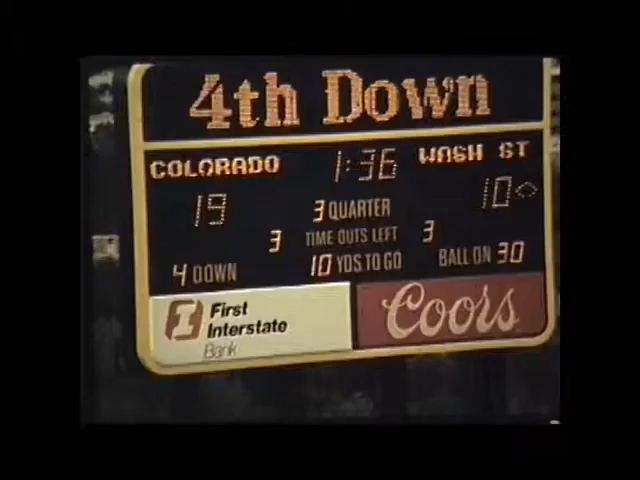 4th Down
COLORADO 1:36 WASH ST
19 3 QUARTER 10
3 TIME OUTS LEFT 3
4 DOWN 10 YDS TO GO BALL ON 30
I First Interstate Bank
Coors